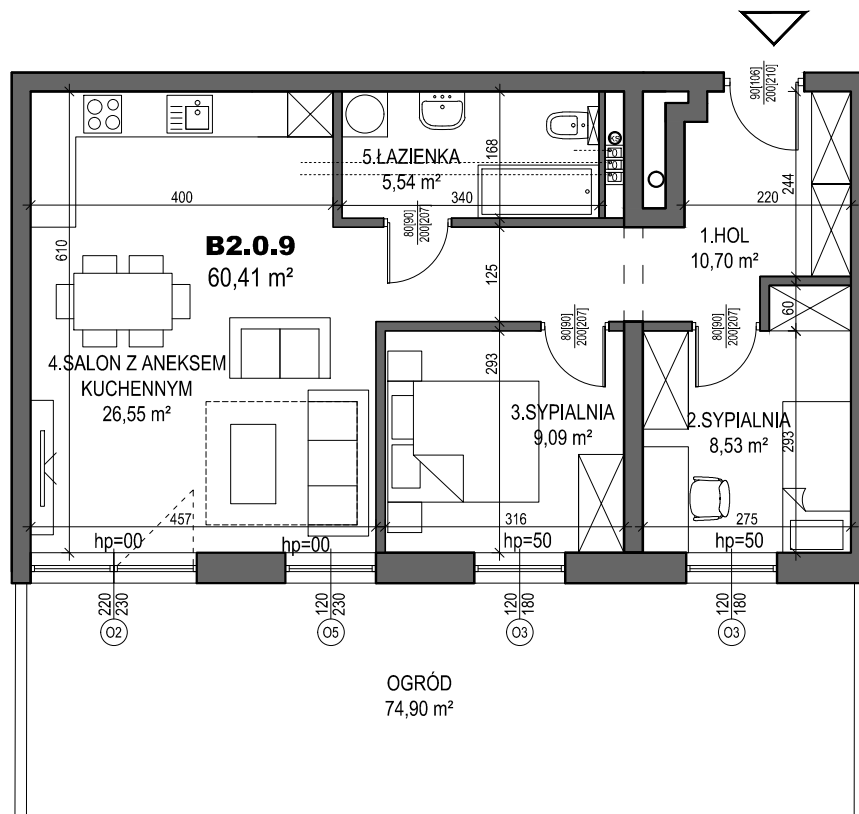 90[106]
200[210]
5.ŁAZIENKA
5,54 m²
168
400
340
80[90]
200[207]
220
244
610
B2.0.9
60,41 m²
1.HOL
10,70 m²
125
60
80[90]
200[207]
80[90]
200[207]
293
4.SALON Z ANEKSEM
KUCHENNYM
26,55 m²
3.SYPIALNIA
9,09 m²
2.SYPIALNIA
8,53 m²
293
457
316
275
hp=00
hp=00
hp=50
hp=50
220
230
120
230
120
180
120
180
O2
O5
O3
O3
OGRÓD
74,90 m²